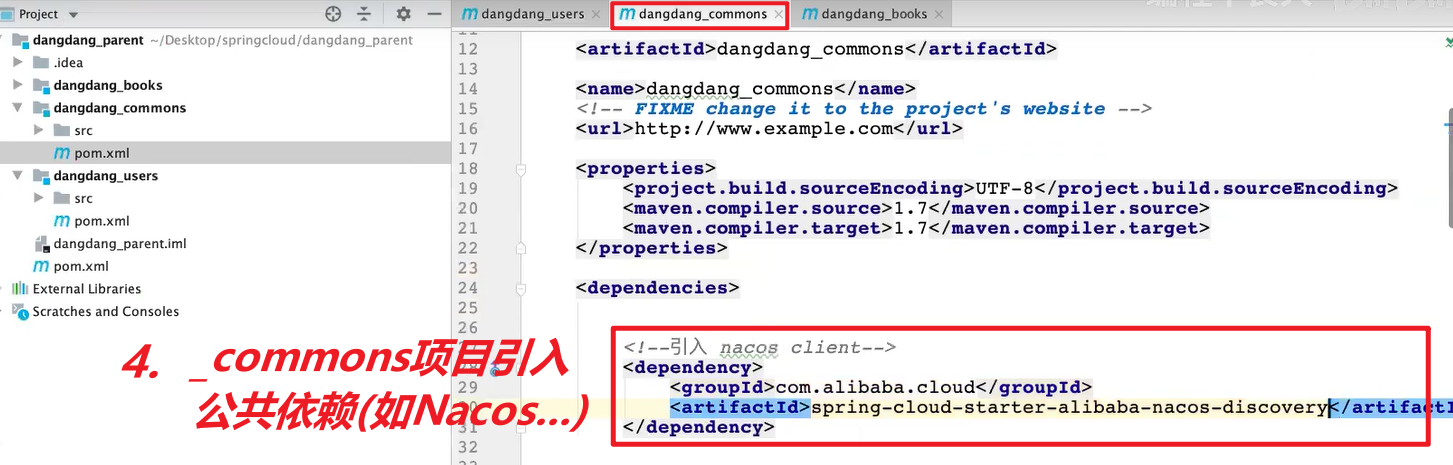 Project
dangdang_users
dangdang_commons
dangdang_books
dangdang_parent ~/Desktop/springcloud/dangdang_parent
.idea
dangdang_books
dangdang_commons
src
pom.xml
dangdang_users
src
pom.xml
dangdang_parent.iml
pom.xml
External Libraries
Scratches and Consoles
12 <artifactId>dangdang_commons</artifactId>
13
14 <name>dangdang_commons</name>
15 <!-- FIXME change it to the project's website -->
16 <url>http://www.example.com</url>
17
18 <properties>
19 <project.build.sourceEncoding>UTF-8</project.build.sourceEncoding>
20 <maven.compiler.source>1.7</maven.compiler.source>
21 <maven.compiler.target>1.7</maven.compiler.target>
22 </properties>
23
24 <dependencies>
25
26
<!--引入 nacos client-->
<dependency>
29 <groupId>com.alibaba.cloud</groupId>
<artifactId>spring-cloud-starter-alibaba-nacos-discovery</artifactI
</dependency>
32
4. _commons项目引入
公共依赖(如Nacos...)